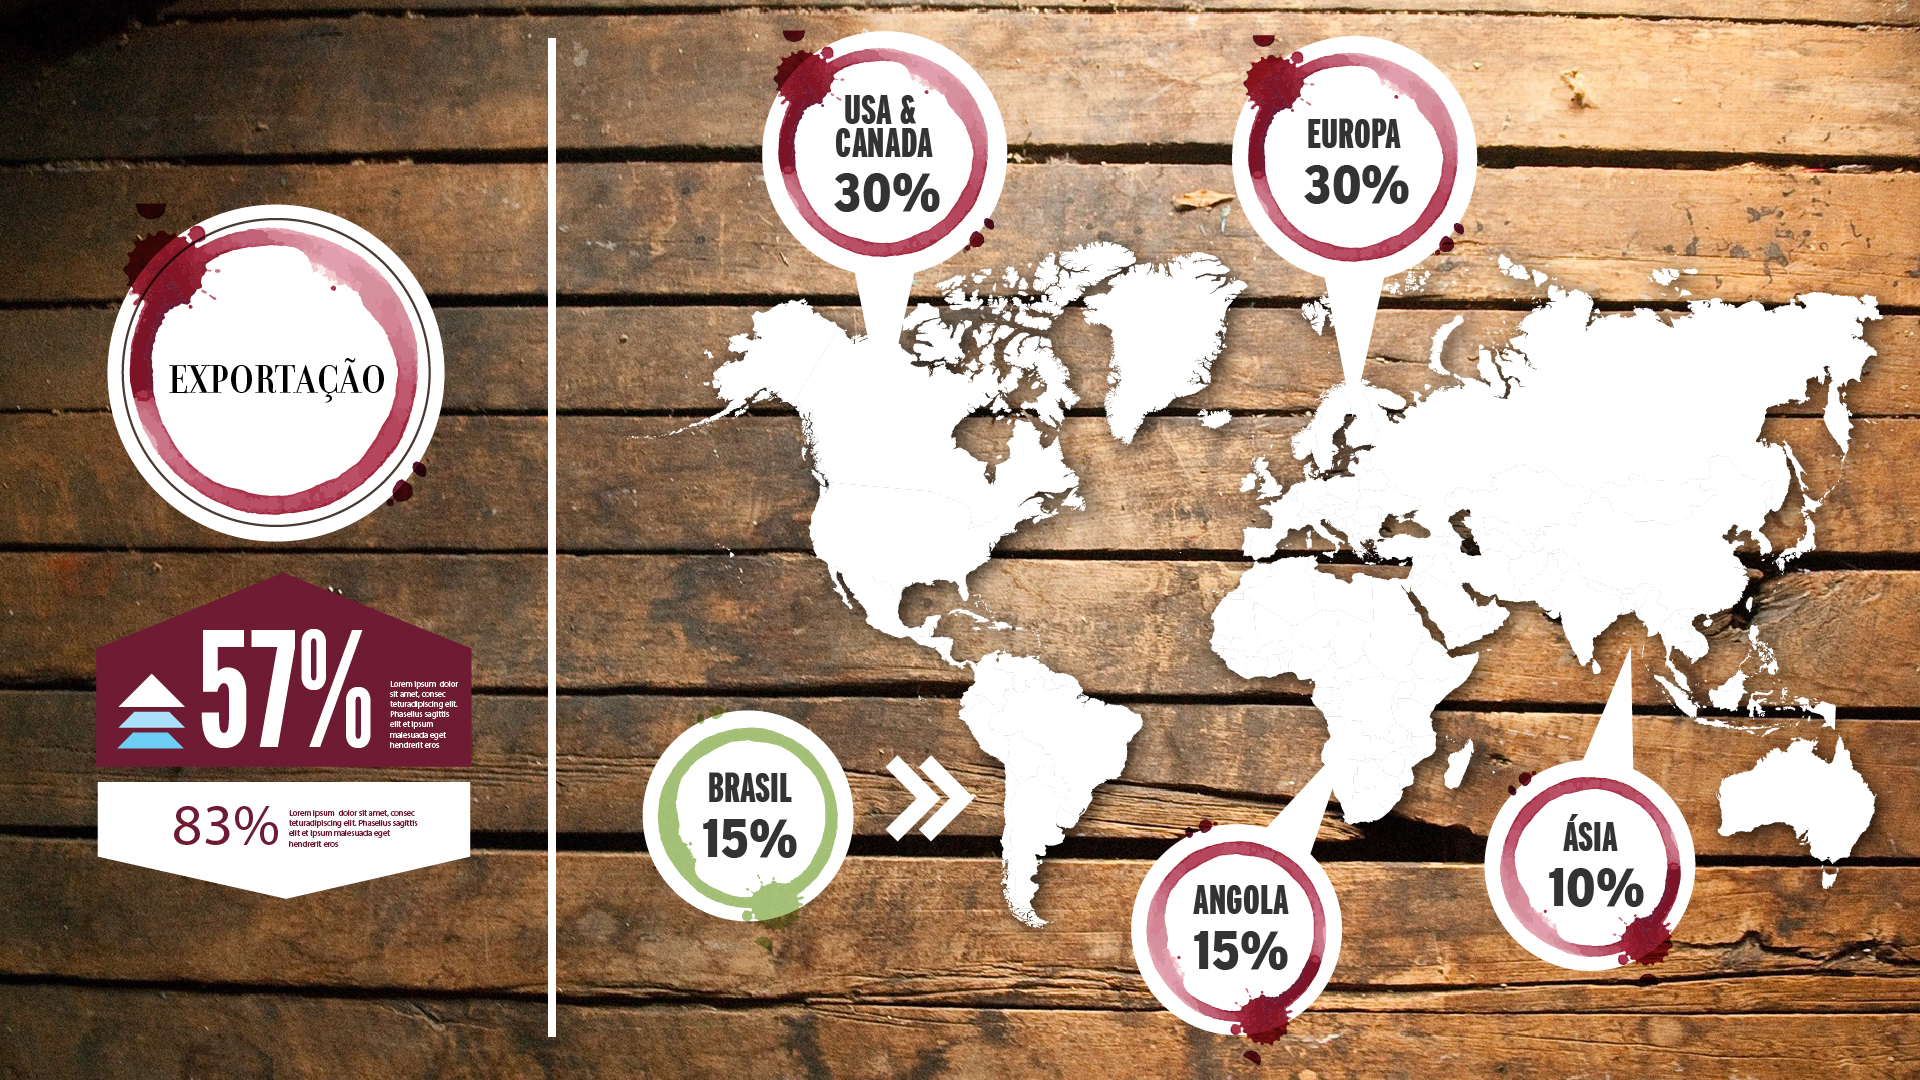 EXPORTAÇÃO
57%
Lorem ipsum dolor
sit amet, consec
teturadipiscing elit.
Phasellus sagittis
elit et ipsum
malesuada eget
hendrerit eros
83%
Lorem ipsum dolor sit amet, consec
teturadipiscing elit. Phasellus sagittis
elit et ipsum malesuada eget
hendrerit eros
USA &
CANADA
30%
EUROPA
30%
BRASIL
15%
ANGOLA
15%
ÁSIA
10%